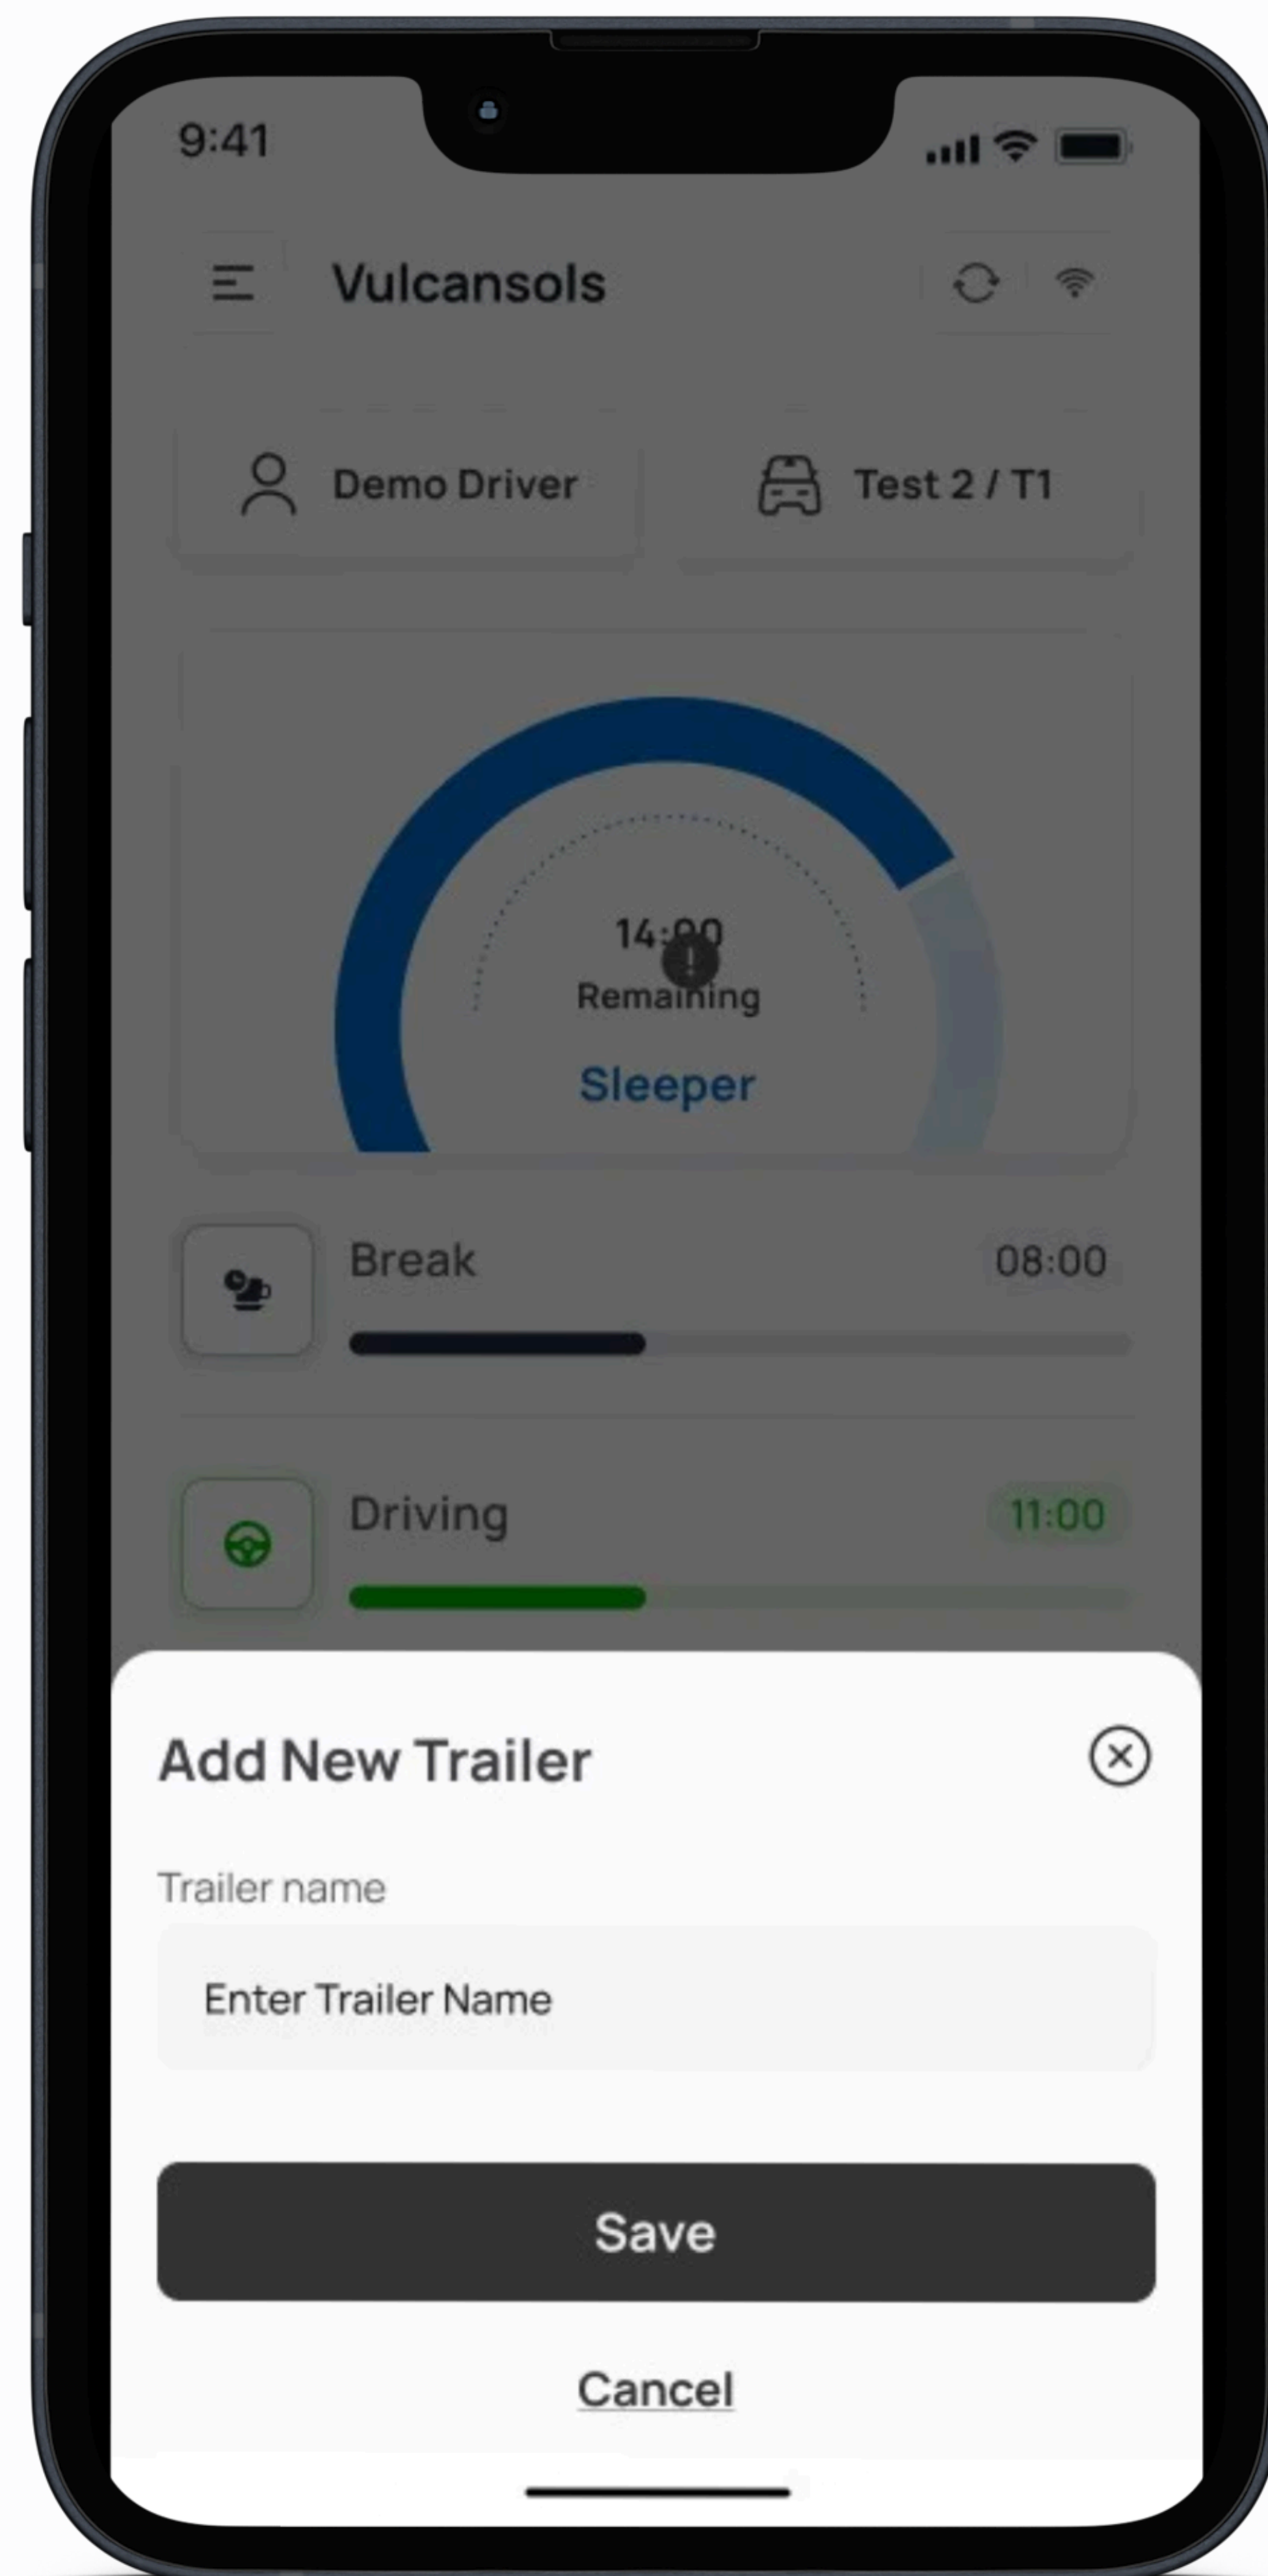 9:41
Vulcansols
Demo Driver
Test 2 / T1
14:00
Remaining
Sleeper
Break
08:00
Driving
11:00
Add New Trailer
Trailer name
Enter Trailer Name
Save
Cancel